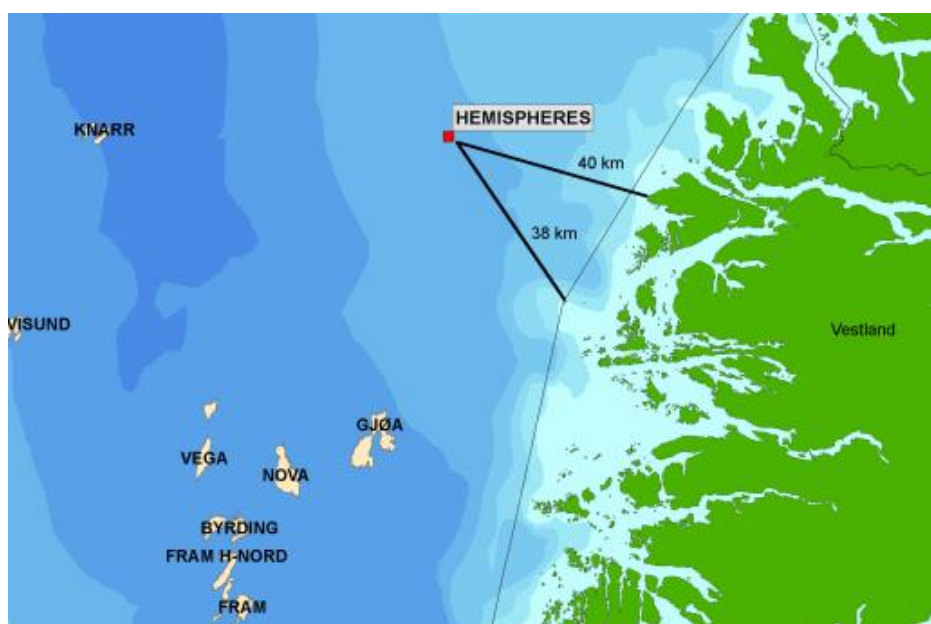 HEMISPHERES
KNARR
40 km
38 km
VISUND
Vestland
GJØA
VEGA
NOVA
BYRDING
FRAM H-NORD
FRAM